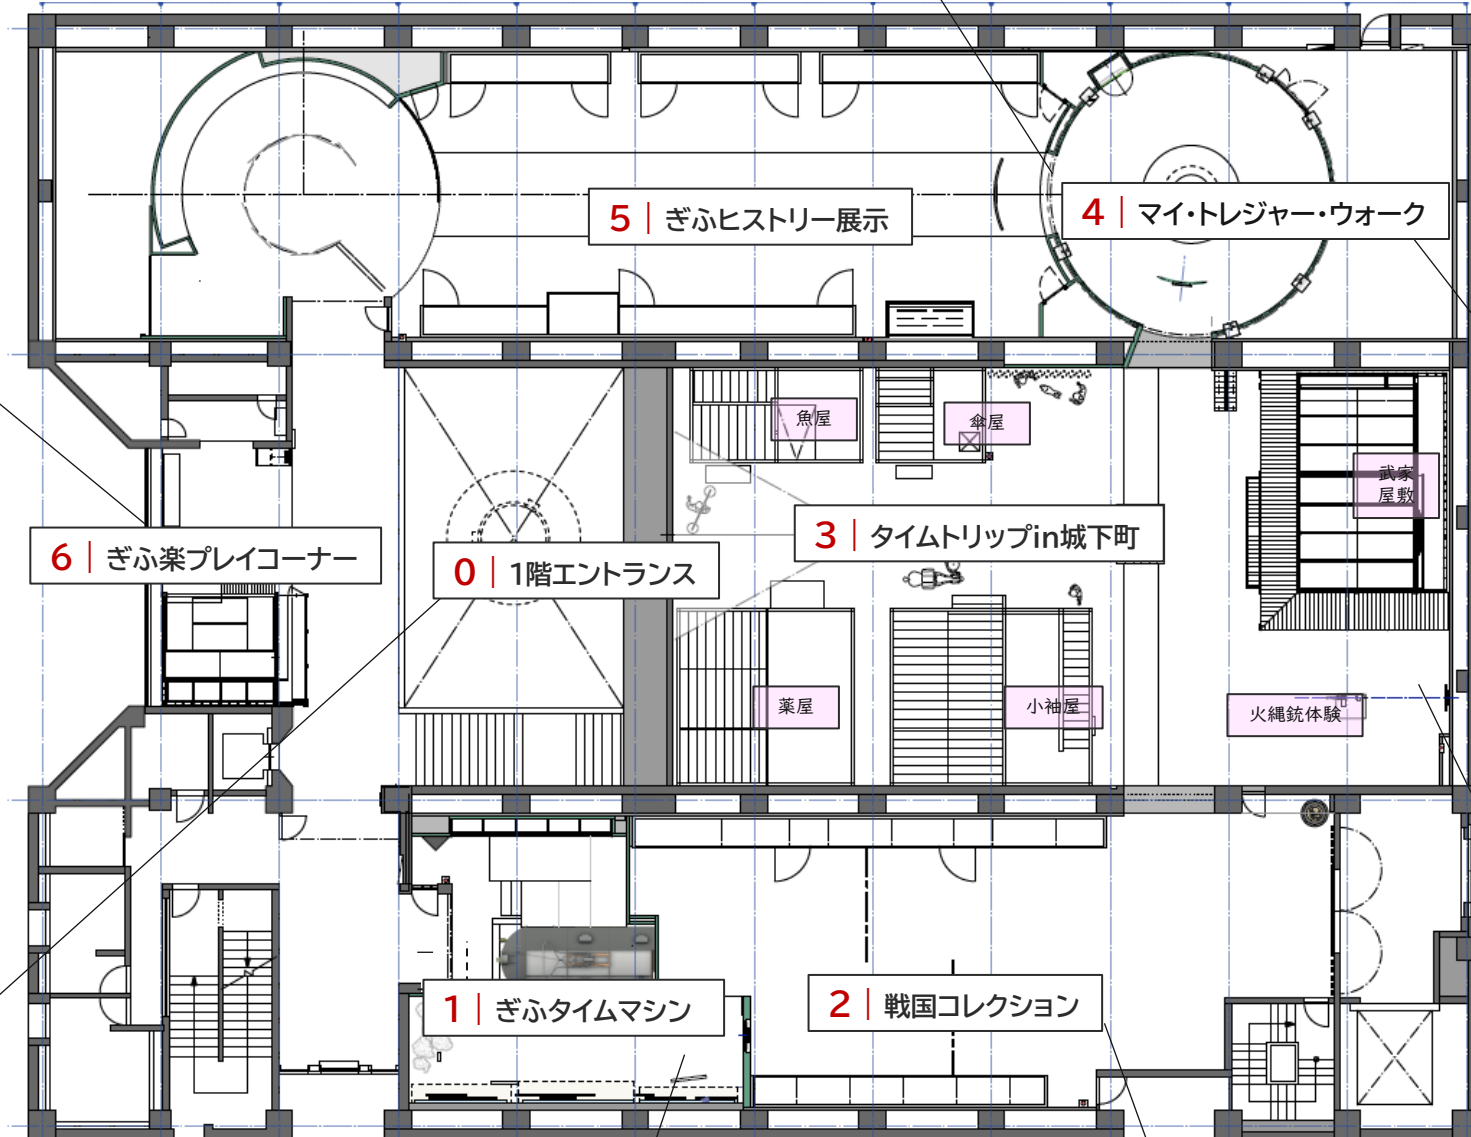 5｜ぎふヒストリー展示
4｜マイ・トレジャー・ウォーク
魚屋
傘屋
武家
屋敷
3｜タイムトリップin城下町
6｜ぎふ楽プレイコーナー
0｜1階エントランス
薬屋
小袖屋
火縄銃体験
1｜ぎふタイムマシン
2｜戦国コレクション